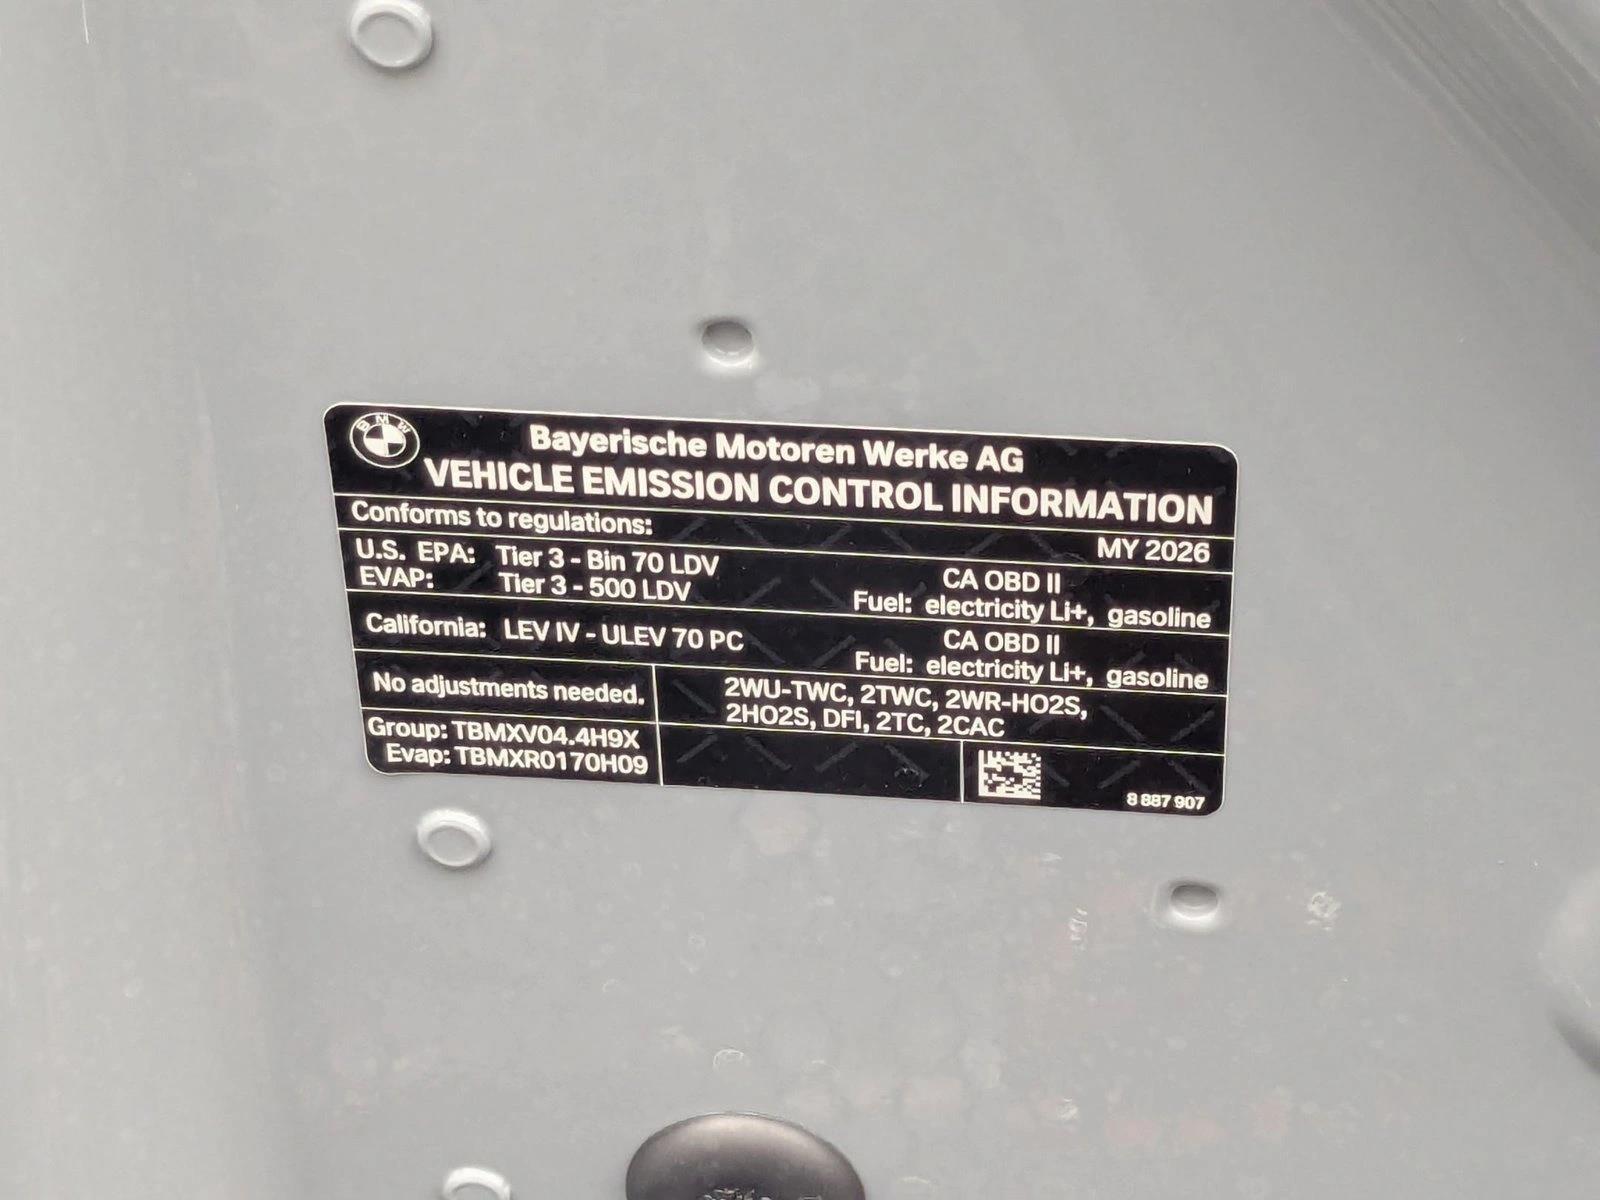 BMW
Bayerische Motoren Werke AG
VEHICLE EMISSION CONTROL INFORMATION
Conforms to regulations:
MY 2026
U.S. EPA: Tier 3 - Bin 70 LDV
CA OBD II
EVAP: Tier 3 - 500 LDV
Fuel: electricity Li+, gasoline
California: LEV IV - ULEV 70 PC
CA OBD II
Fuel: electricity Li+, gasoline
No adjustments needed.
2WU-TWC, 2TWC, 2WR-HO2S,
2HO2S, DFI, 2TC, 2CAC
Group: TBMXV04.4H9X
Evap: TBMXR0170H09
8 887 907